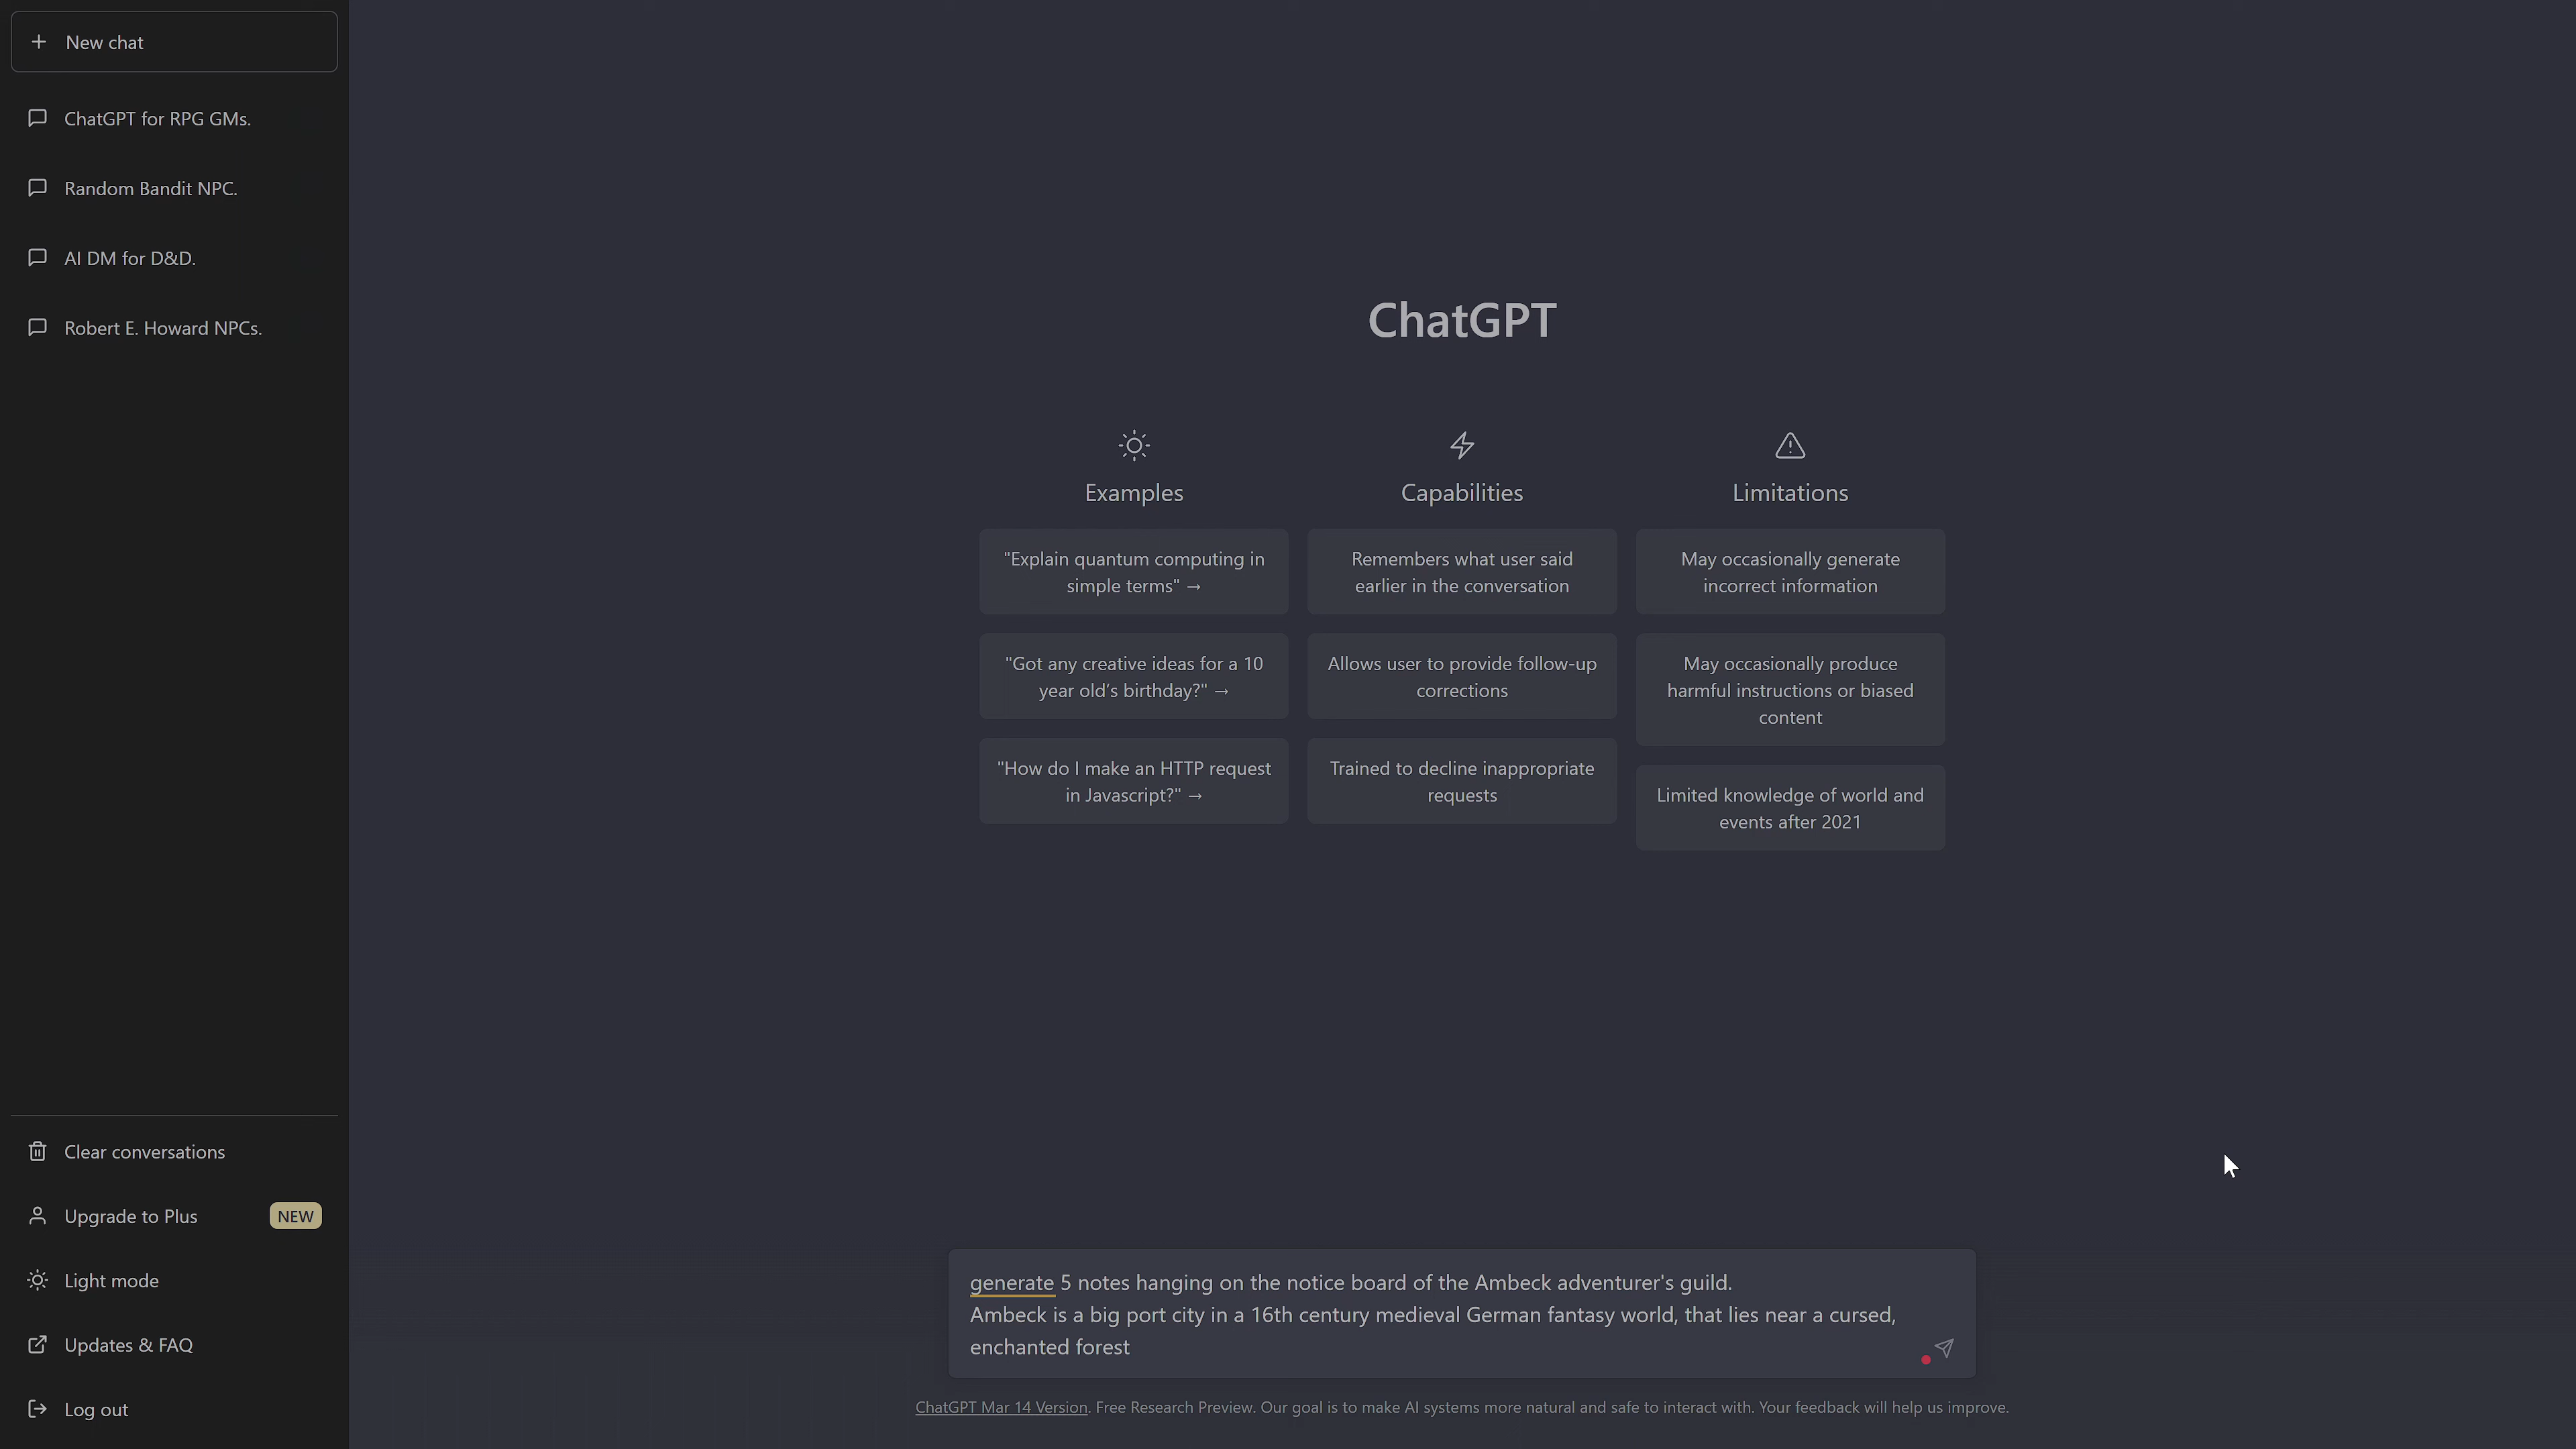 New chat
ChatGPT for RPG GMs.
Random Bandit NPC.
AI DM for D&D.
Robert E. Howard NPCs.
Clear conversations
Upgrade to Plus
NEW
Light mode
Updates & FAQ
Log out
ChatGPT
Examples
"Explain quantum computing in
simple terms" →
"Got any creative ideas for a 10
year old's birthday?" →
"How do I make an HTTP request
in Javascript?" →
Capabilities
Remembers what user said
earlier in the conversation
Allows user to provide follow-up
corrections
Trained to decline inappropriate
requests
Limitations
May occasionally generate
incorrect information
May occasionally produce
harmful instructions or biased
content
Limited knowledge of world and
events after 2021
generate 5 notes hanging on the notice board of the Ambeck adventurer's guild.
Ambeck is a big port city in a 16th century medieval German fantasy world, that lies near a cursed,
enchanted forest
ChatGPT Mar 14 Version. Free Research Preview. Our goal is to make AI systems more natural and safe to interact with. Your feedback will help us improve.